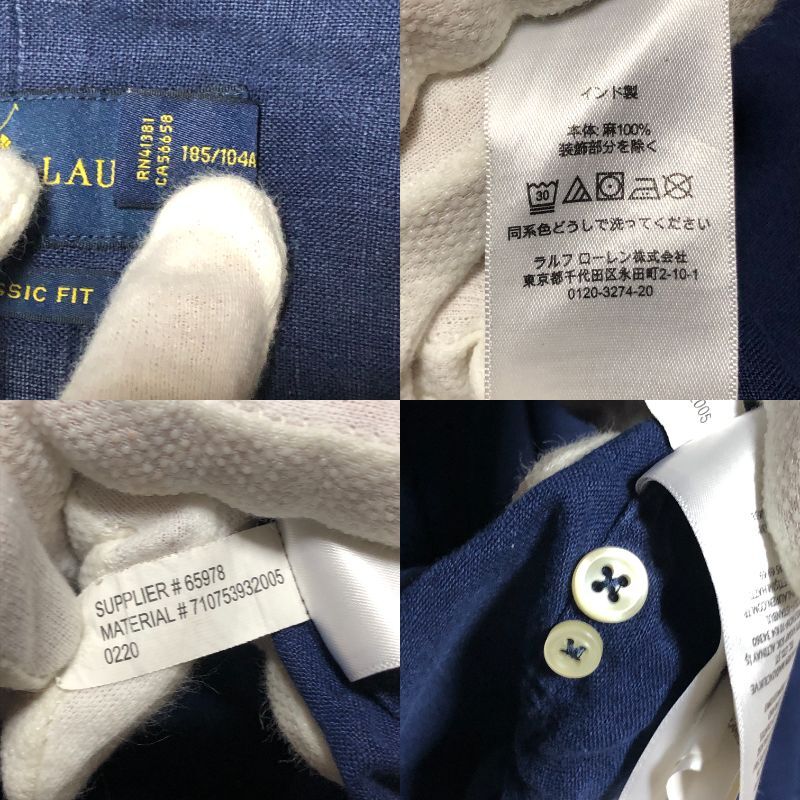 LAU
RN41381
CA56658
185/104A
SSIC FIT
インド製
本体: 麻100%
装飾部分を除く
30
同系色どうしで洗ってください
ラルフ ローレン株式会社
東京都千代田区永田町2-10-1
0120-3274-20
SUPPLIER # 65978
MATERIAL # 710753932005
0220
2005